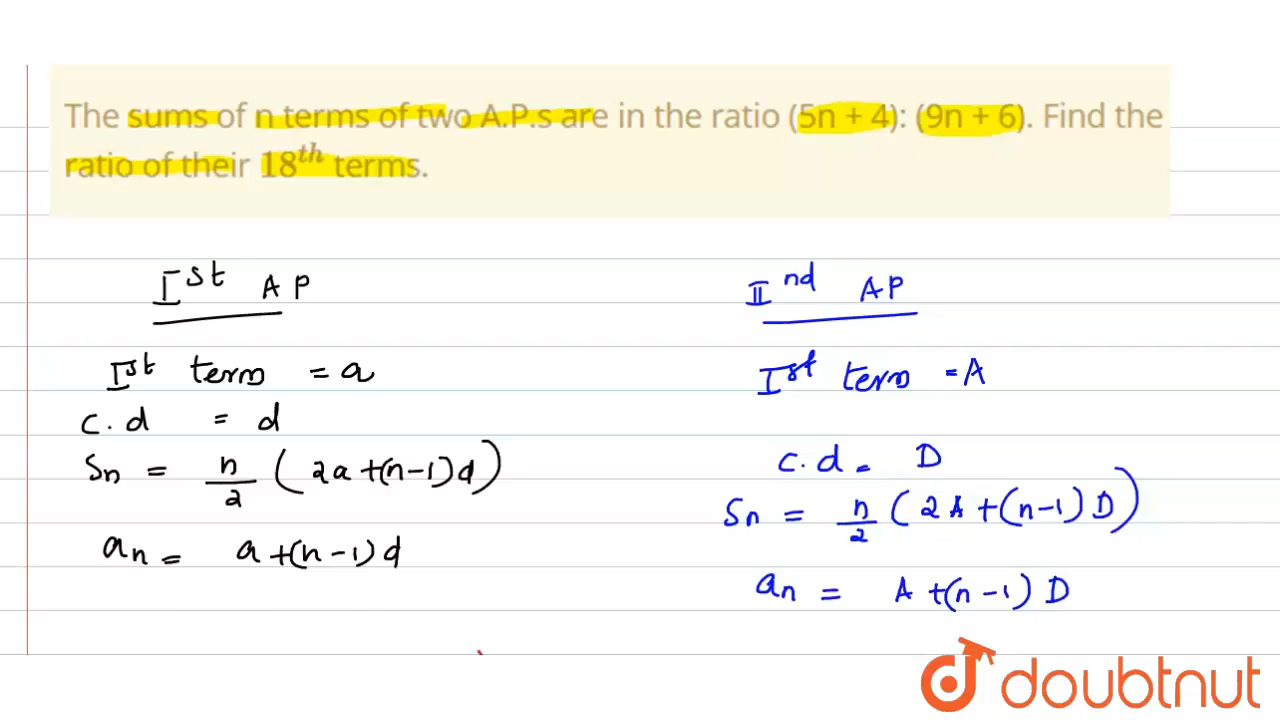 The sums of n terms of two A.P.s are in the ratio (5n + 4): (9n + 6). Find the
ratio of their 18^{th} terms.
I^{st} AP
II^{nd} AP
I^{st} term = a
I^{st} term = A
c.d = d
c.d = D
Sn = n/2 (2a+(n-1)d)
Sn = n/2 (2A+(n-1)D)
an = a+(n-1)d
an = A+(n-1)D
doubtnut